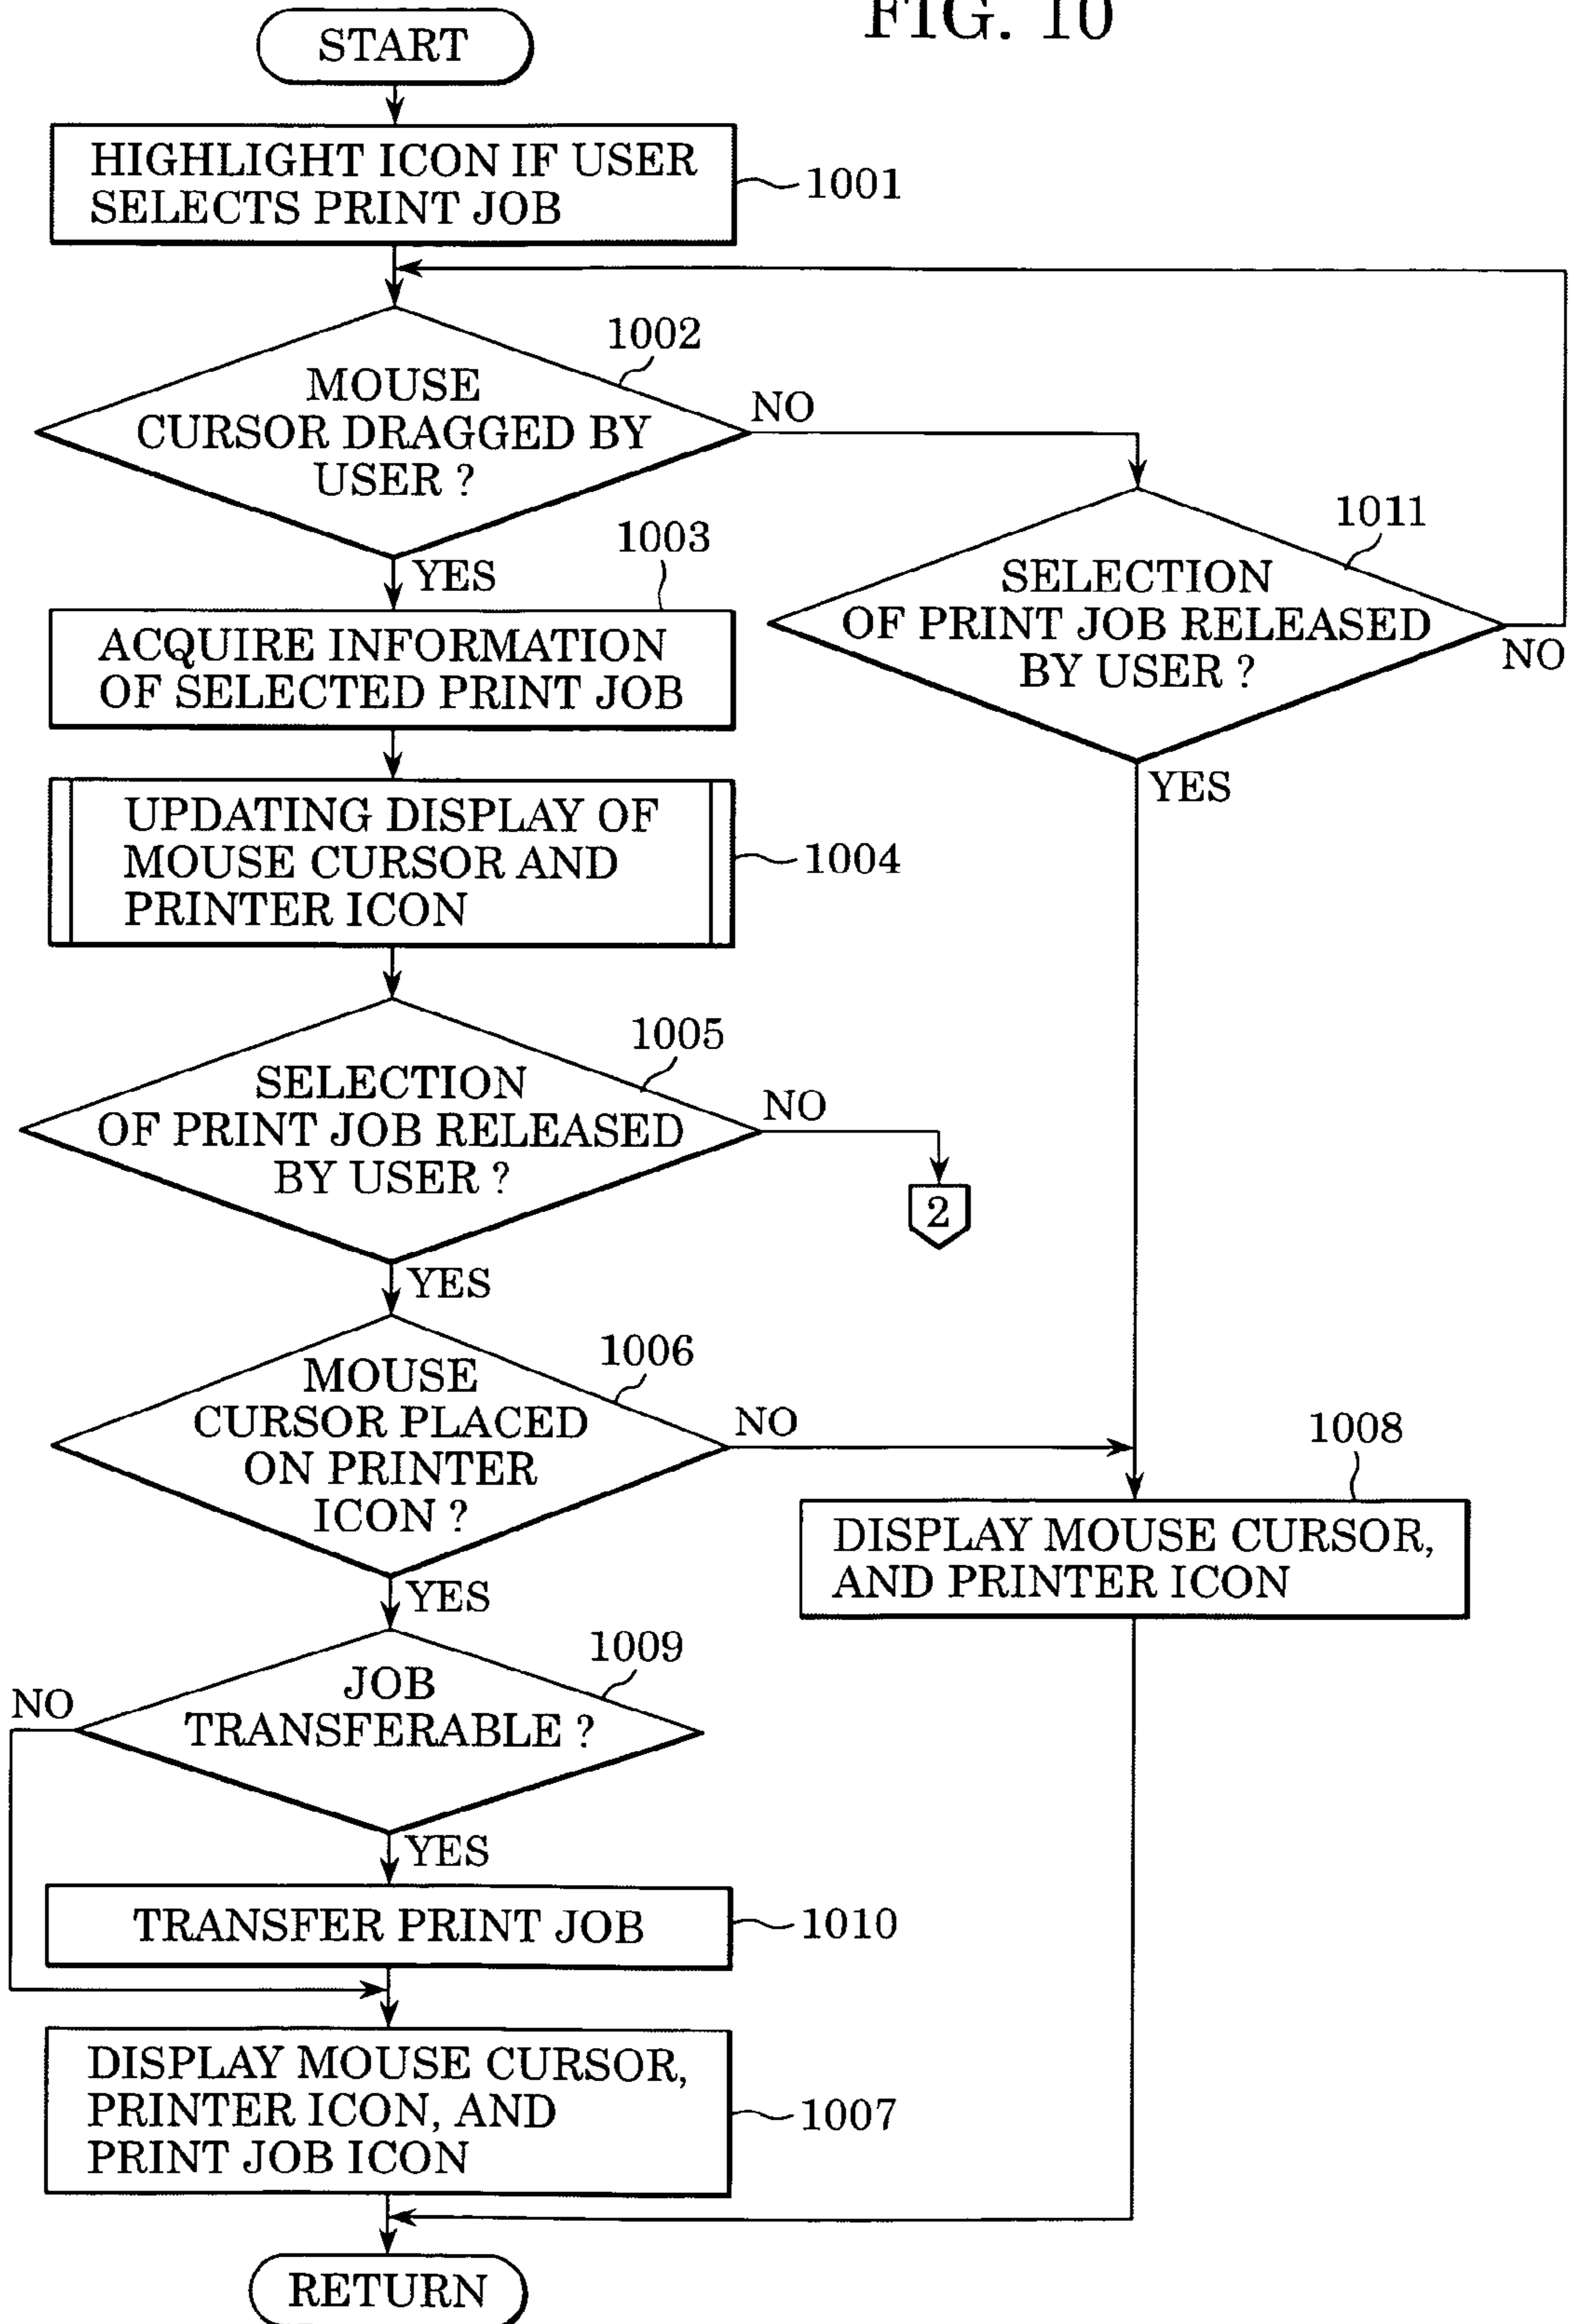 FIG. 10
START
HIGHLIGHT ICON IF USER
SELECTS PRINT JOB
1001
1002
MOUSE
CURSOR DRAGGED BY
USER ?
NO
YES
1011
SELECTION
OF PRINT JOB RELEASED
BY USER ?
NO
YES
1003
ACQUIRE INFORMATION
OF SELECTED PRINT JOB
UPDATING DISPLAY OF
MOUSE CURSOR AND
PRINTER ICON
1004
1005
SELECTION
OF PRINT JOB RELEASED
BY USER ?
NO
2
YES
1006
MOUSE
CURSOR PLACED
ON PRINTER
ICON ?
NO
YES
1008
DISPLAY MOUSE CURSOR,
AND PRINTER ICON
1009
JOB
TRANSFERABLE ?
NO
YES
TRANSFER PRINT JOB
1010
DISPLAY MOUSE CURSOR,
PRINTER ICON, AND
PRINT JOB ICON
1007
RETURN